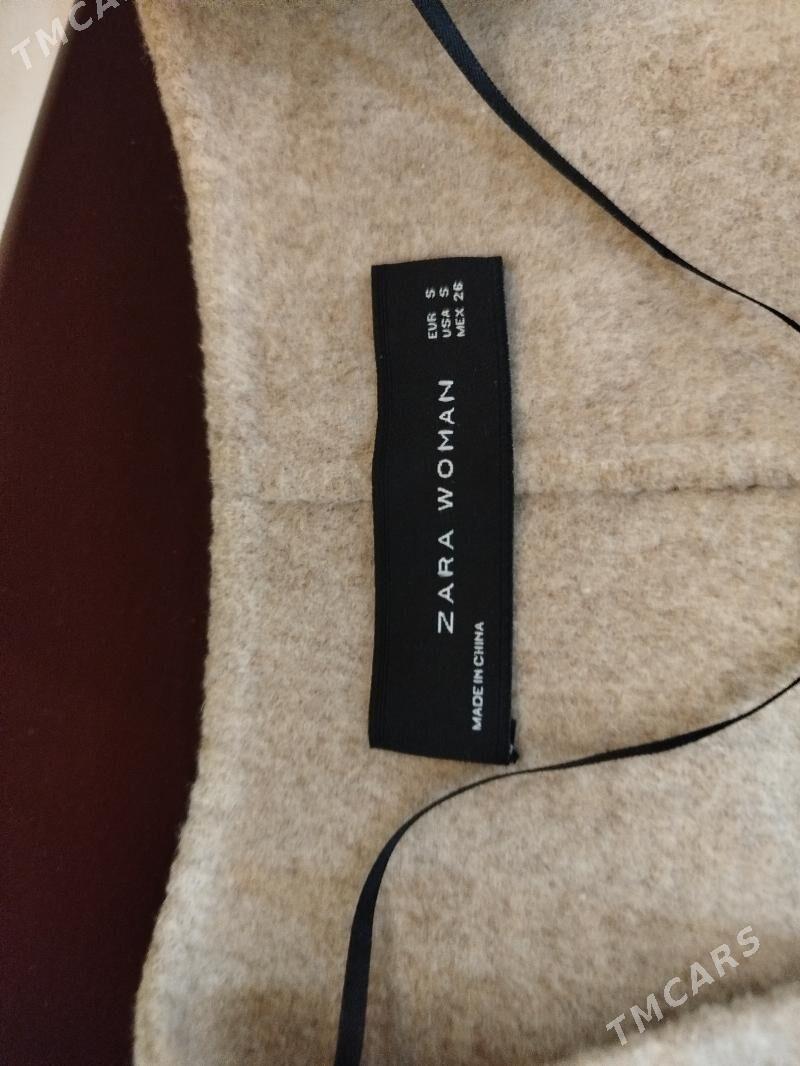 TMCARS
EUR S
USA S
MEX 26
ZARA WOMAN
MADE IN CHINA
TMCARS